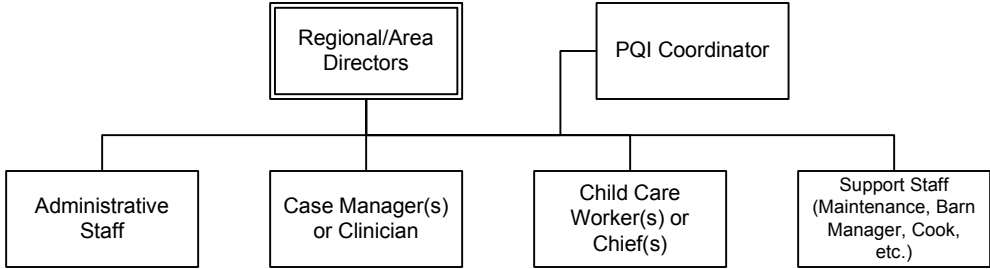 Regional/Area
Directors
PQI Coordinator
Administrative
Staff
Case Manager(s)
or Clinician
Child Care
Worker(s) or
Chief(s)
Support Staff
(Maintenance, Barn
Manager, Cook,
etc.)